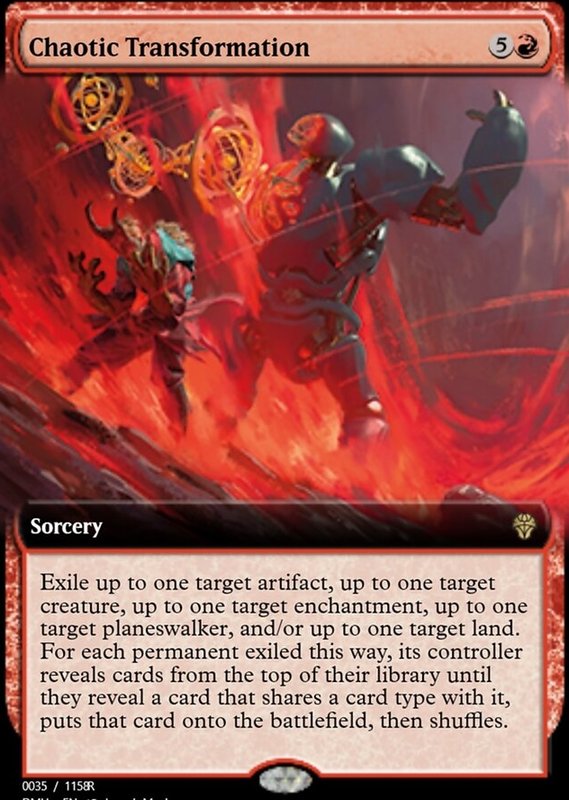 Chaotic Transformation 5
Sorcery
Exile up to one target artifact, up to one target
creature, up to one target enchantment, up to one
target planeswalker, and/or up to one target land.
For each permanent exiled this way, its controller
reveals cards from the top of their library until
they reveal a card that shares a card type with it,
puts that card onto the battlefield, then shuffles.
0035 / 1158R